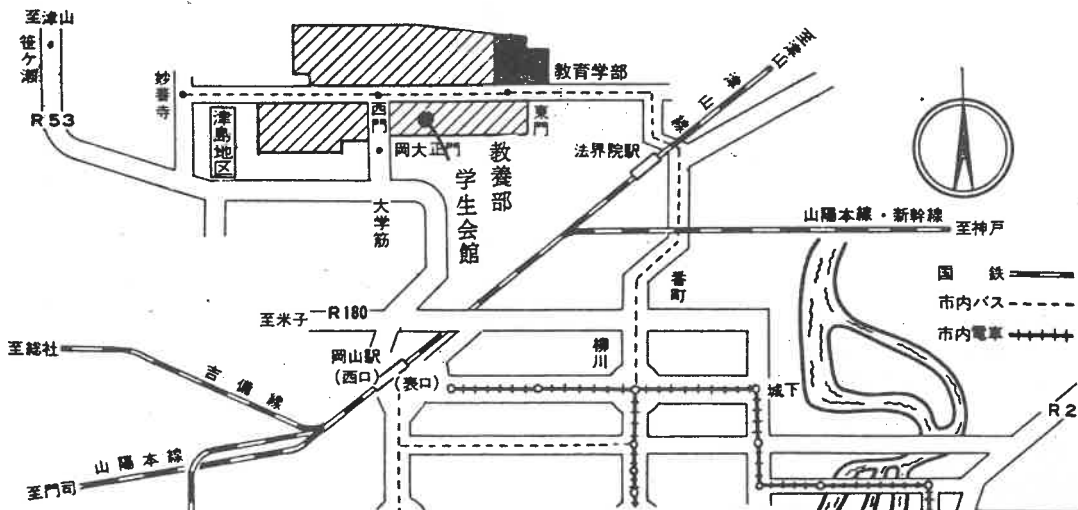 至津山
笹ヶ瀬
R53
妙善寺
津島地区
西門
岡大正門
教育学部
東門
教養部
学生会館
大学筋
至津山
津山線
法界院駅
山陽本線・新幹線
至神戸
番町
国鉄
市内バス
市内電車
至米子
R180
岡山駅
(西口)
(表口)
柳川
城下
R2
至総社
吉備線
山陽本線
至門司